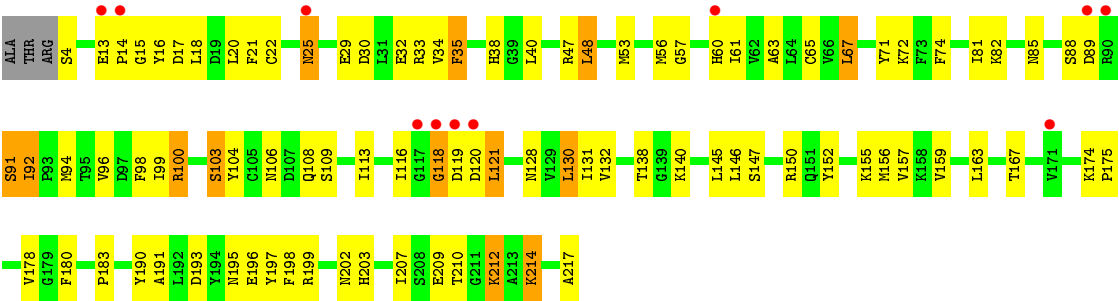 ALA THR ARG S4 E13 P14 G15 Y16 D17 L18 D19 L20 F21 C22 N25 E29 D30 L31 E32 R33 V34 F35 H38 G39 L40 R47 L48 M53 M56 G57 H60 I61 V62 A63 L64 C65 V66 L67 Y71 K72 F73 F74 I81 K82 N85 S88 D89 R90
S91 I92 P93 M94 T95 V96 D97 F98 I99 R100 S103 Y104 C105 N106 D107 Q108 S109 I113 I116 G117 G118 D119 D120 L121 N128 V129 L130 I131 V132 T138 G139 K140 L145 L146 S147 R150 Q151 Y152 K155 M156 V157 K158 V159 L163 T167 V171 K174 P175
V178 G179 F180 P183 Y190 A191 L192 D193 Y194 N195 E196 Y197 F198 R199 N202 H203 I207 S208 E209 T210 G211 K212 A213 K214 A217